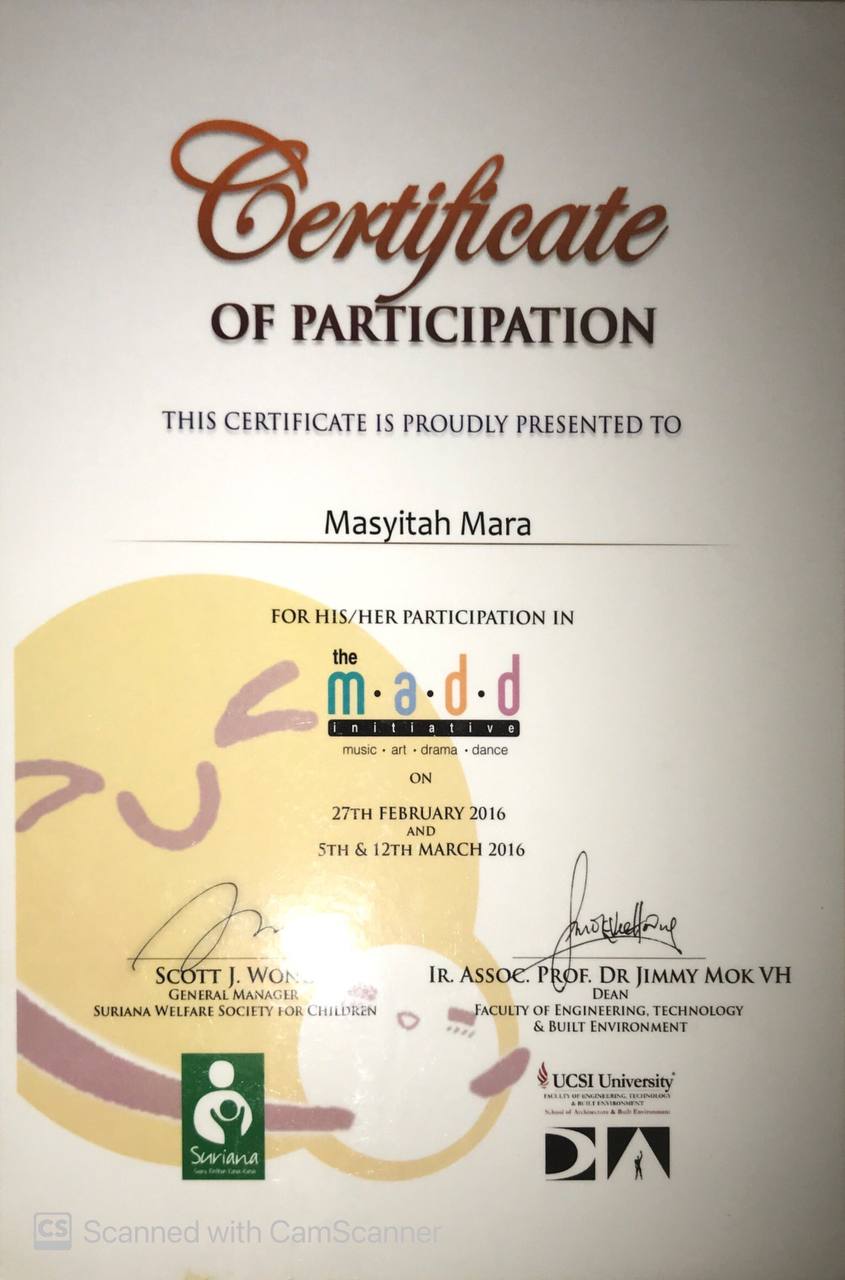 Certificate
OF PARTICIPATION
THIS CERTIFICATE IS PROUDLY PRESENTED TO
Masyitah Mara
FOR HIS/HER PARTICIPATION IN
the
m·a·d·d
initiative
music · art · drama · dance
ON
27TH FEBRUARY 2016
AND
5TH & 12TH MARCH 2016
SCOTT J.
GENERAL MANAGER
SURIANA WELFARE SOCIETY FOR CHILDREN
IR. ASSOC. PROF. DR JIMMY MOK VH
DEAN
FACULTY OF ENGINEERING, TECHNOLOGY
& BUILT ENVIRONMENT
Suriana
UCSI University
FACULTY OF ENGINEERING, TECHNOLOGY
& BUILT ENVIRONMENT
School of Architecture & Built Environment
CS Scanned with CamScanner